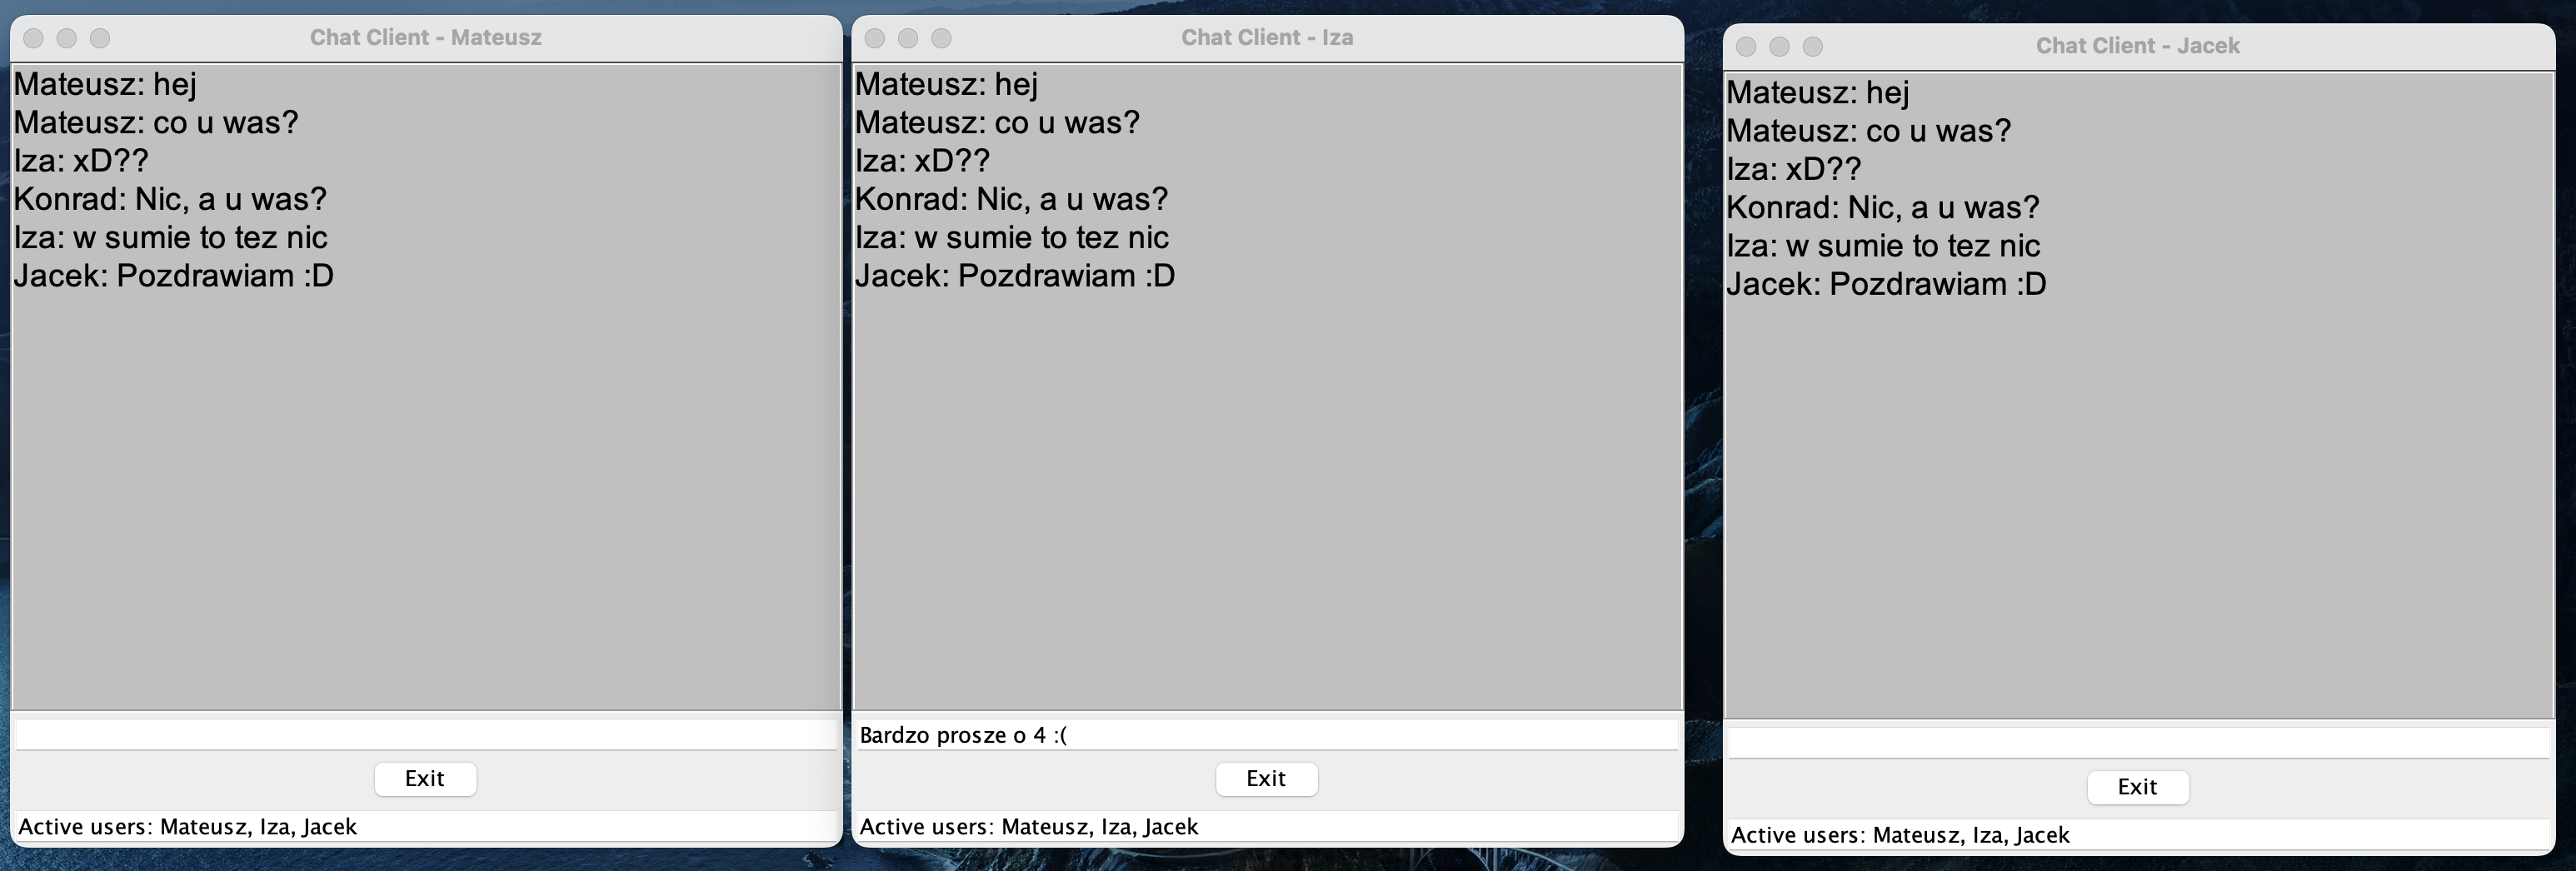 Chat Client - Mateusz
Mateusz: hej
Mateusz: co u was?
Iza: xD??
Konrad: Nic, a u was?
Iza: w sumie to tez nic
Jacek: Pozdrawiam :D
Exit
Active users: Mateusz, Iza, Jacek
Chat Client - Iza
Mateusz: hej
Mateusz: co u was?
Iza: xD??
Konrad: Nic, a u was?
Iza: w sumie to tez nic
Jacek: Pozdrawiam :D
Bardzo prosze o 4 :(
Exit
Active users: Mateusz, Iza, Jacek
Chat Client - Jacek
Mateusz: hej
Mateusz: co u was?
Iza: xD??
Konrad: Nic, a u was?
Iza: w sumie to tez nic
Jacek: Pozdrawiam :D
Exit
Active users: Mateusz, Iza, Jacek